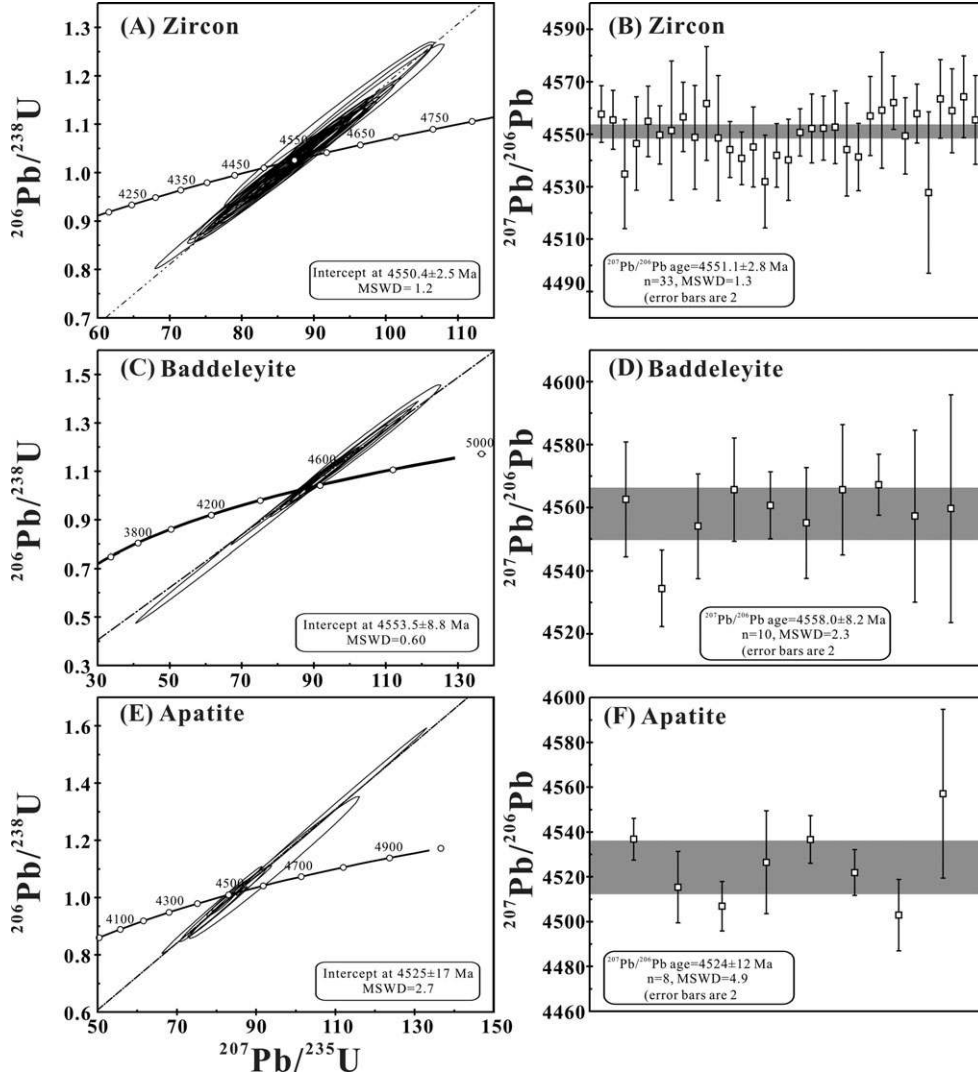 (A) Zircon
1.3
1.2
1.1
1.0
0.9
0.8
0.7
²⁰⁶Pb/²³⁸U
4250
4350
4450
4550
4650
4750
Intercept at 4550.4±2.5 Ma
MSWD= 1.2
60 70 80 90 100 110
(B) Zircon
4590
4570
4550
4530
4510
4490
²⁰⁷Pb/²⁰⁶Pb
²⁰⁷Pb/²⁰⁶Pb age=4551.1±2.8 Ma
n=33, MSWD=1.3
(error bars are 2
(C) Baddeleyite
1.5
1.3
1.1
0.9
0.7
0.5
0.3
²⁰⁶Pb/²³⁸U
3800
4200
4600
5000
Intercept at 4553.5±8.8 Ma
MSWD=0.60
30 50 70 90 110 130
(D) Baddeleyite
4600
4580
4560
4540
4520
²⁰⁷Pb/²⁰⁶Pb
²⁰⁷Pb/²⁰⁶Pb age=4558.0±8.2 Ma
n=10, MSWD=2.3
(error bars are 2
(E) Apatite
1.6
1.4
1.2
1.0
0.8
0.6
²⁰⁶Pb/²³⁸U
4100
4300
4500
4700
4900
Intercept at 4525±17 Ma
MSWD=2.7
50 70 90 110 130 150
²⁰⁷Pb/²³⁵U
(F) Apatite
4600
4580
4560
4540
4520
4500
4480
4460
²⁰⁷Pb/²⁰⁶Pb
²⁰⁷Pb/²⁰⁶Pb age=4524±12 Ma
n=8, MSWD=4.9
(error bars are 2